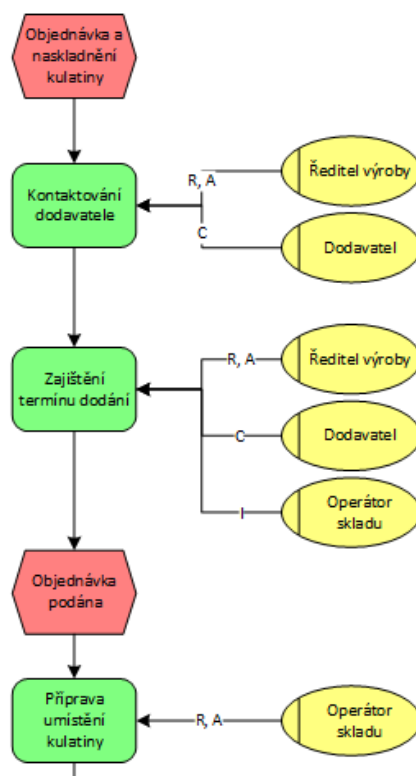 Objednávka a
naskladnění
kulatiny
Kontaktování
dodavatele
R, A
Ředitel výroby
C
Dodavatel
Zajištění
termínu dodání
R, A
Ředitel výroby
C
Dodavatel
I
Operátor
skladu
Objednávka
podána
Příprava
umístění
kulatiny
R, A
Operátor
skladu